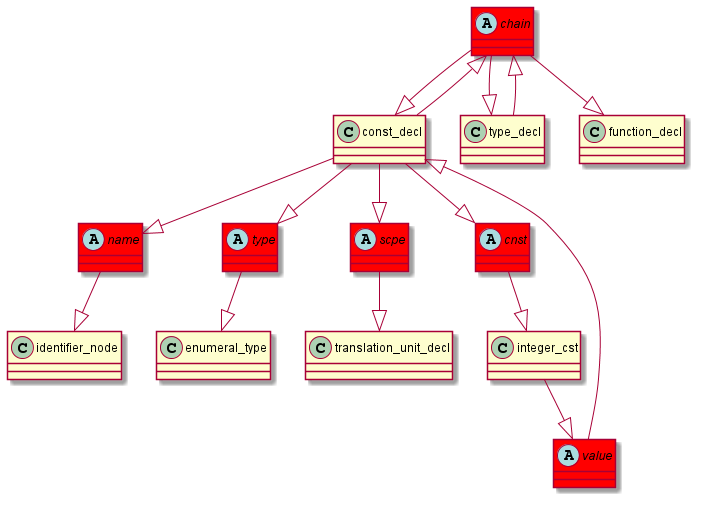 A chain
C const_decl
C type_decl
C function_decl
A name
A type
A scpe
A cnst
C identifier_node
C enumeral_type
C translation_unit_decl
C integer_cst
A value